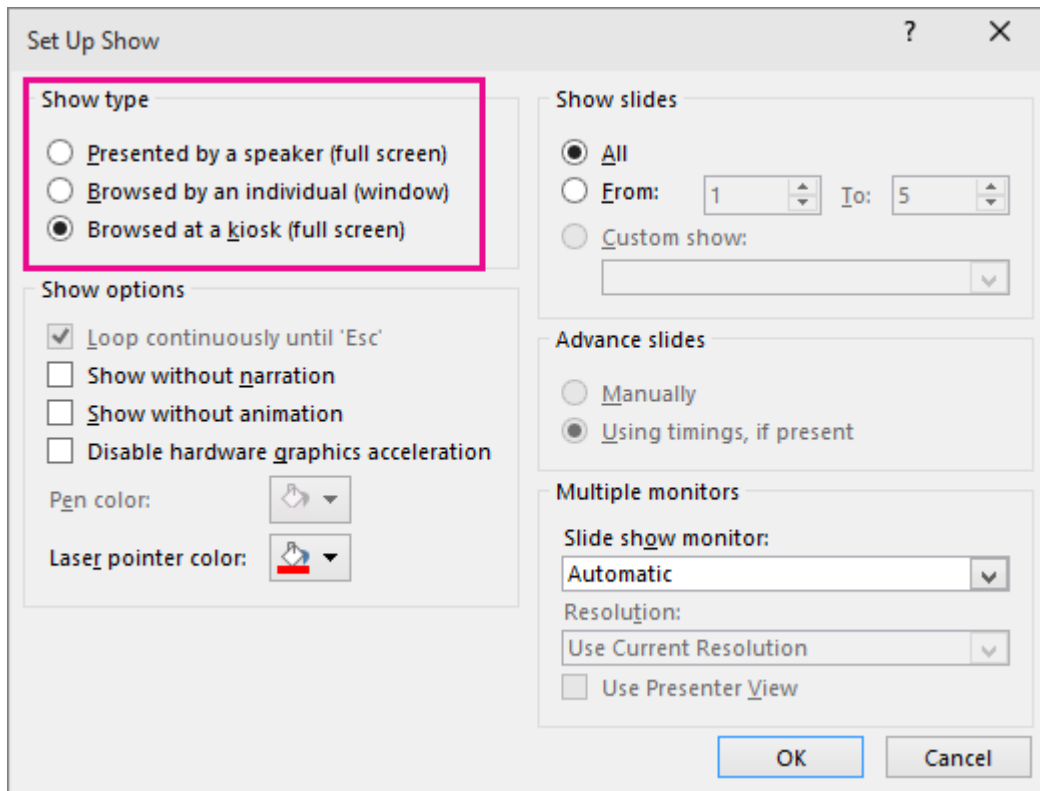 Set Up Show
?
Show type
Presented by a speaker (full screen)
Browsed by an individual (window)
Browsed at a kiosk (full screen)
Show options
Loop continuously until 'Esc'
Show without narration
Show without animation
Disable hardware graphics acceleration
Pen color:
Laser pointer color:
Show slides
All
From: 1 To: 5
Custom show:
Advance slides
Manually
Using timings, if present
Multiple monitors
Slide show monitor:
Automatic
Resolution:
Use Current Resolution
Use Presenter View
OK Cancel